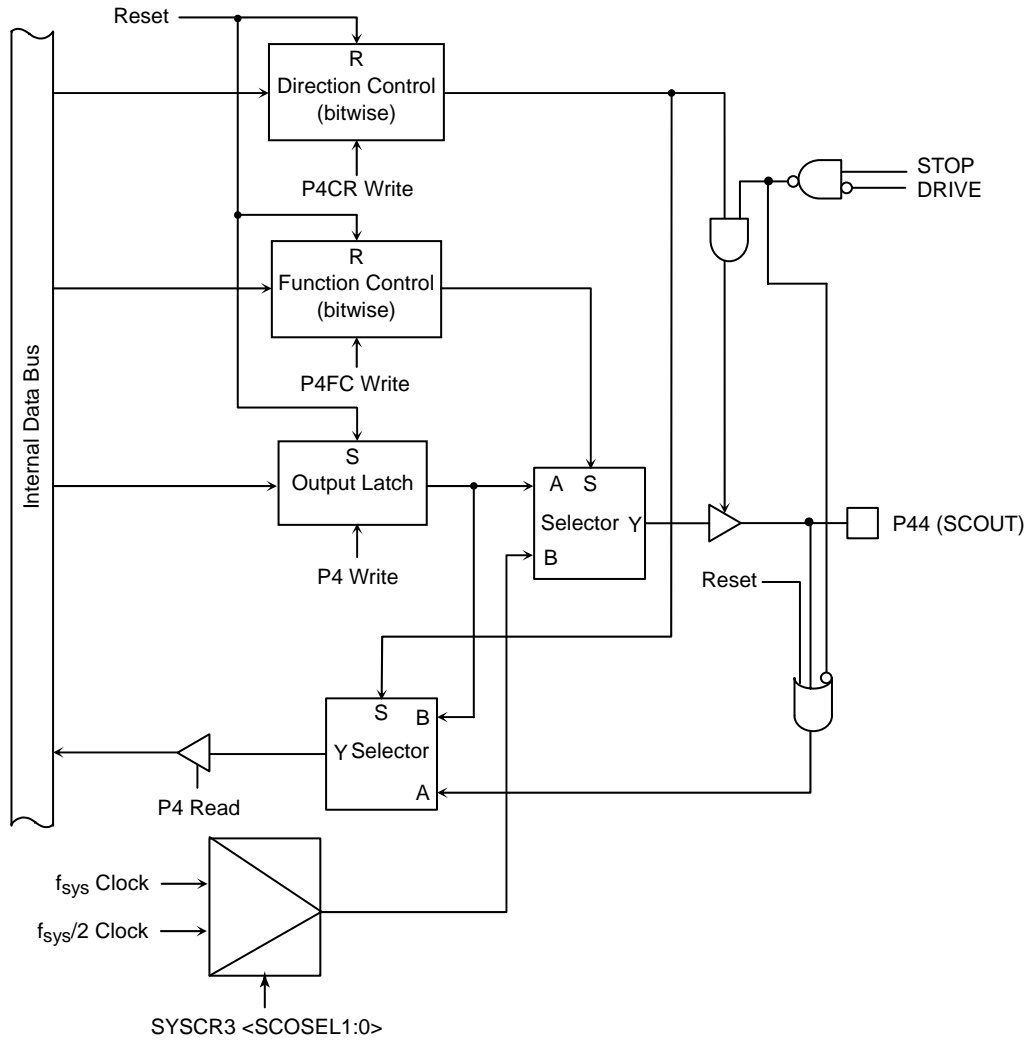 Reset
R
Direction Control
(bitwise)
P4CR Write
STOP
DRIVE
R
Function Control
(bitwise)
P4FC Write
Internal Data Bus
S
Output Latch
P4 Write
A S
Selector Y
B
P44 (SCOUT)
Reset
S B
Y Selector
A
P4 Read
fsys Clock
fsys/2 Clock
SYSCR3 <SCOSEL1:0>